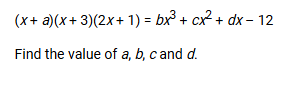 (x + a)(x + 3)(2x + 1) = bx³ + cx² + dx − 12
Find the value of a, b, c and d.